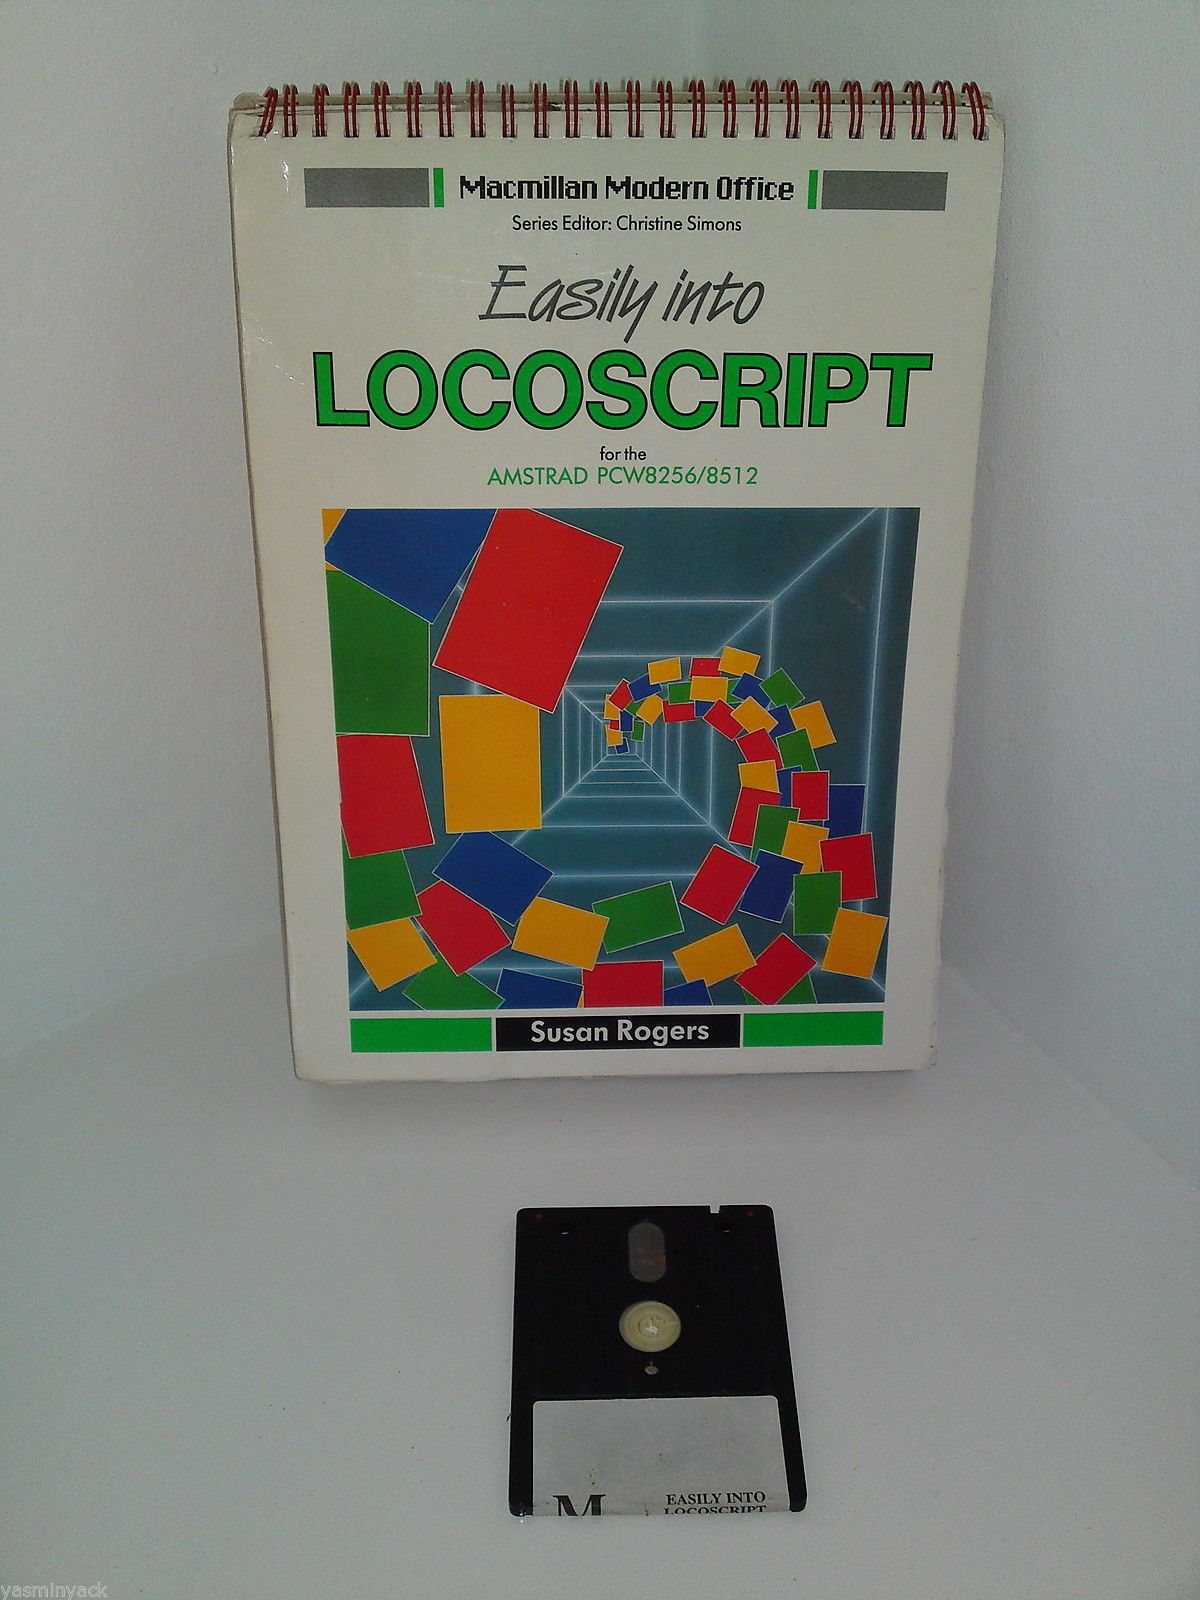 Macmillan Modern Office
Series Editor: Christine Simons
Easily into
LOCOSCRIPT
for the
AMSTRAD PCW8256/8512
Susan Rogers
M
EASILY INTO
LOCOSCRIPT
yasminyack